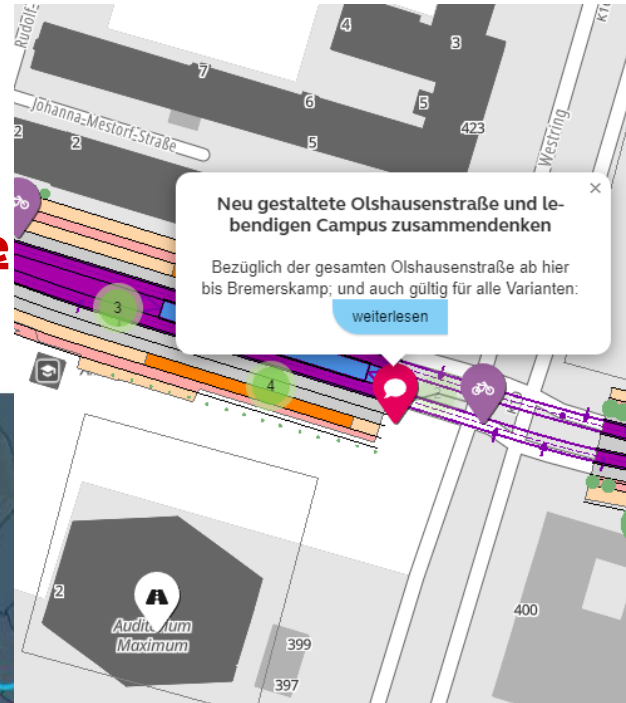 Rudolf-
4
3
K10
7
6
5
423
Johanna-Mestorf-Straße
2
2
5
Westring
×
Neu gestaltete Olshausenstraße und le-
bendigen Campus zusammendenken
Bezüglich der gesamten Olshausenstraße ab hier
bis Bremerskamp; und auch gültig für alle Varianten:
weiterlesen
e
3
4
2
Auditorium
Maximum
399
397
400